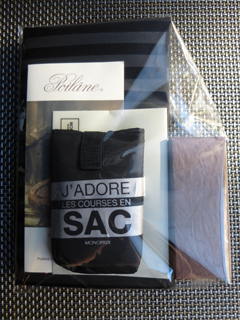 Poilâne
J'ADORE
LES COURSES EN
SAC
MONOPRIX